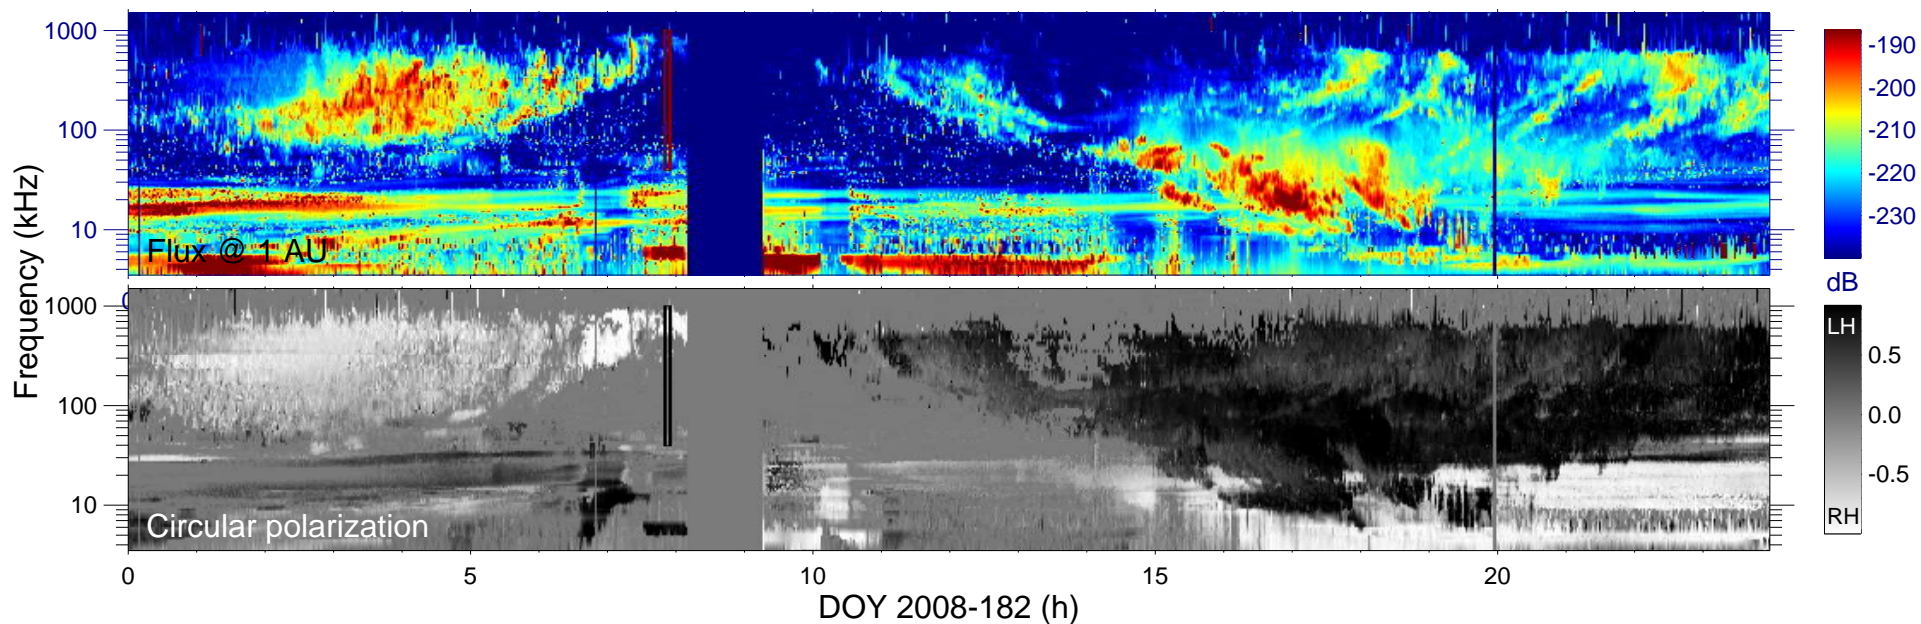 1000
100
10
Flux @ 1 AU
-190
-200
-210
-220
-230
dB
Frequency (kHz)
1000
100
10
Circular polarization
LH
0.5
0.0
-0.5
RH
0 5 10 15 20
DOY 2008-182 (h)